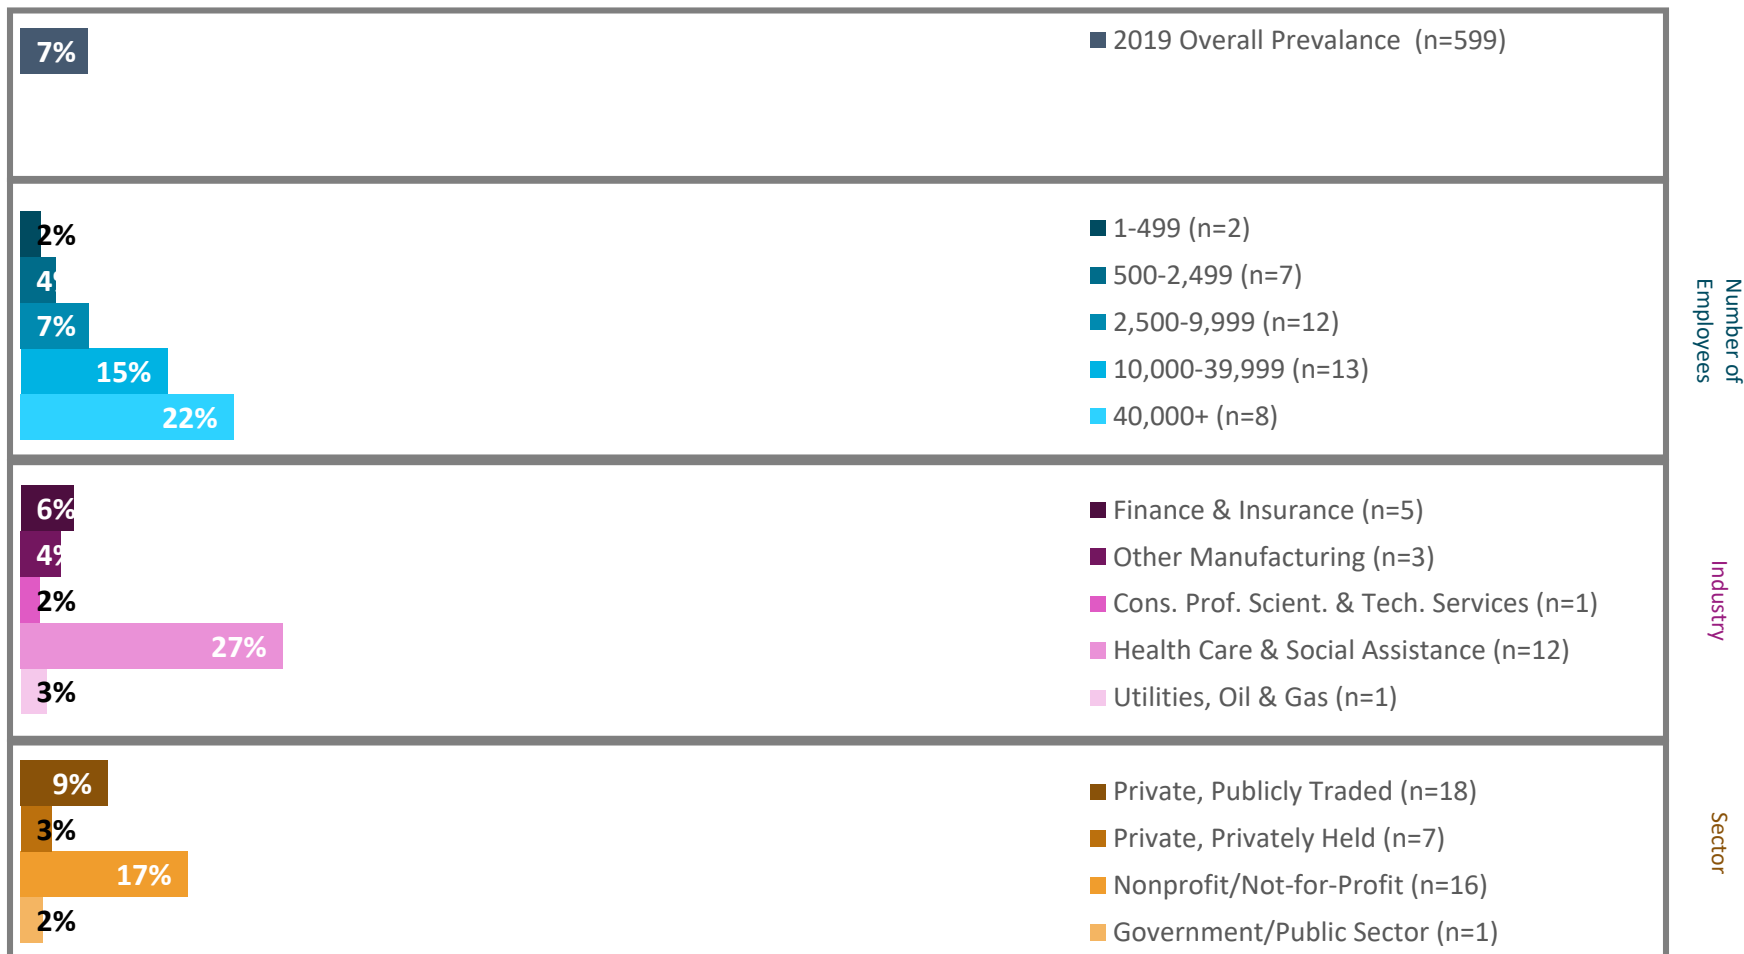 7%
2019 Overall Prevalance (n=599)
2%
4%
7%
15%
22%
1-499 (n=2)
500-2,499 (n=7)
2,500-9,999 (n=12)
10,000-39,999 (n=13)
40,000+ (n=8)
Number of
Employees
6%
4%
2%
27%
3%
Finance & Insurance (n=5)
Other Manufacturing (n=3)
Cons. Prof. Scient. & Tech. Services (n=1)
Health Care & Social Assistance (n=12)
Utilities, Oil & Gas (n=1)
Industry
9%
3%
17%
2%
Private, Publicly Traded (n=18)
Private, Privately Held (n=7)
Nonprofit/Not-for-Profit (n=16)
Government/Public Sector (n=1)
Sector